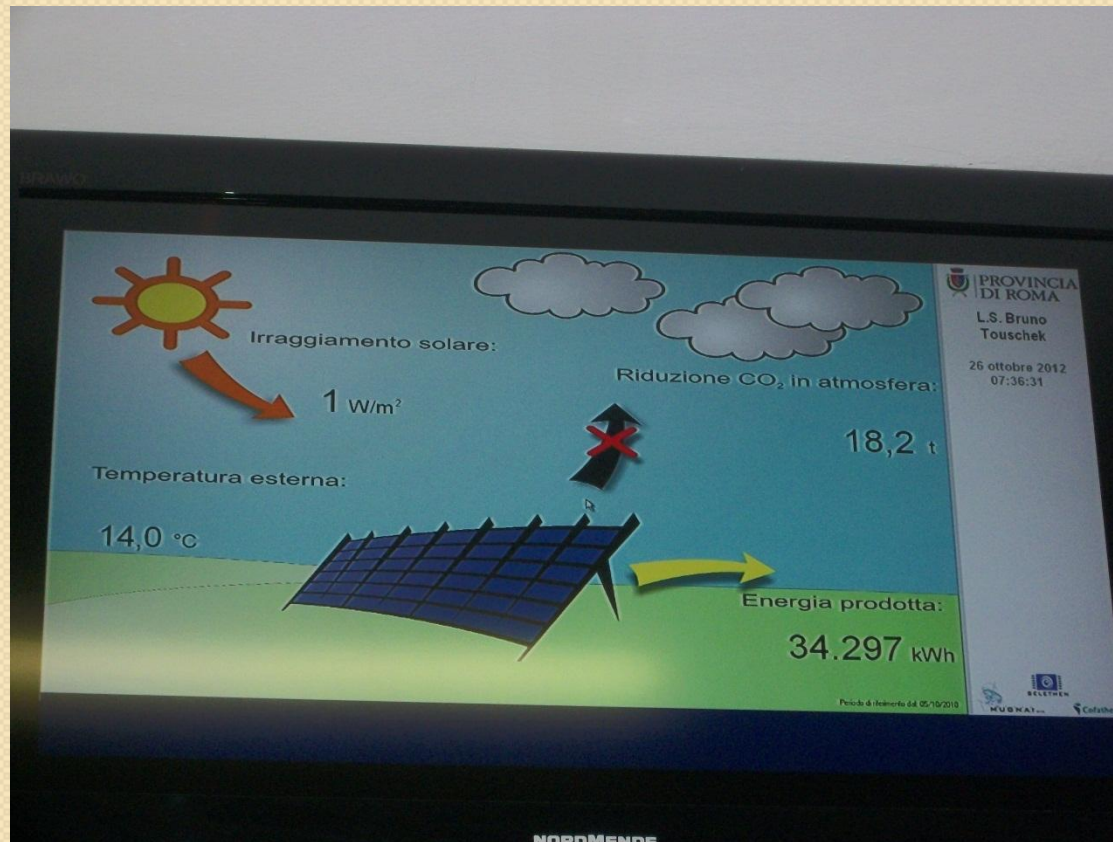 Irraggiamento solare:
1 W/m²
Temperatura esterna:
14,0 °C
Riduzione CO₂ in atmosfera:
18,2 t
Energia prodotta:
34.297 kWh
Periodo di riferimento dal 05/10/2010
PROVINCIA
DI ROMA
L.S. Bruno
Touschek
26 ottobre 2012
07:36:31
BELETHEN
NORDMENDE